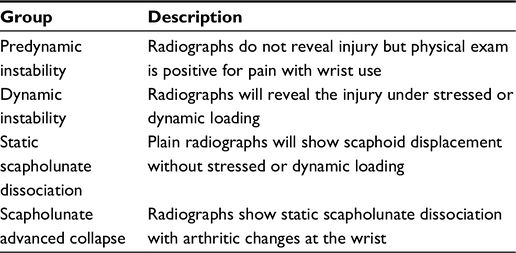 Group Description
Predynamic Radiographs do not reveal injury but physical exam
instability is positive for pain with wrist use
Dynamic Radiographs will reveal the injury under stressed or
instability dynamic loading
Static Plain radiographs will show scaphoid displacement
scapholunate without stressed or dynamic loading
dissociation
Scapholunate Radiographs show static scapholunate dissociation
advanced collapse with arthritic changes at the wrist